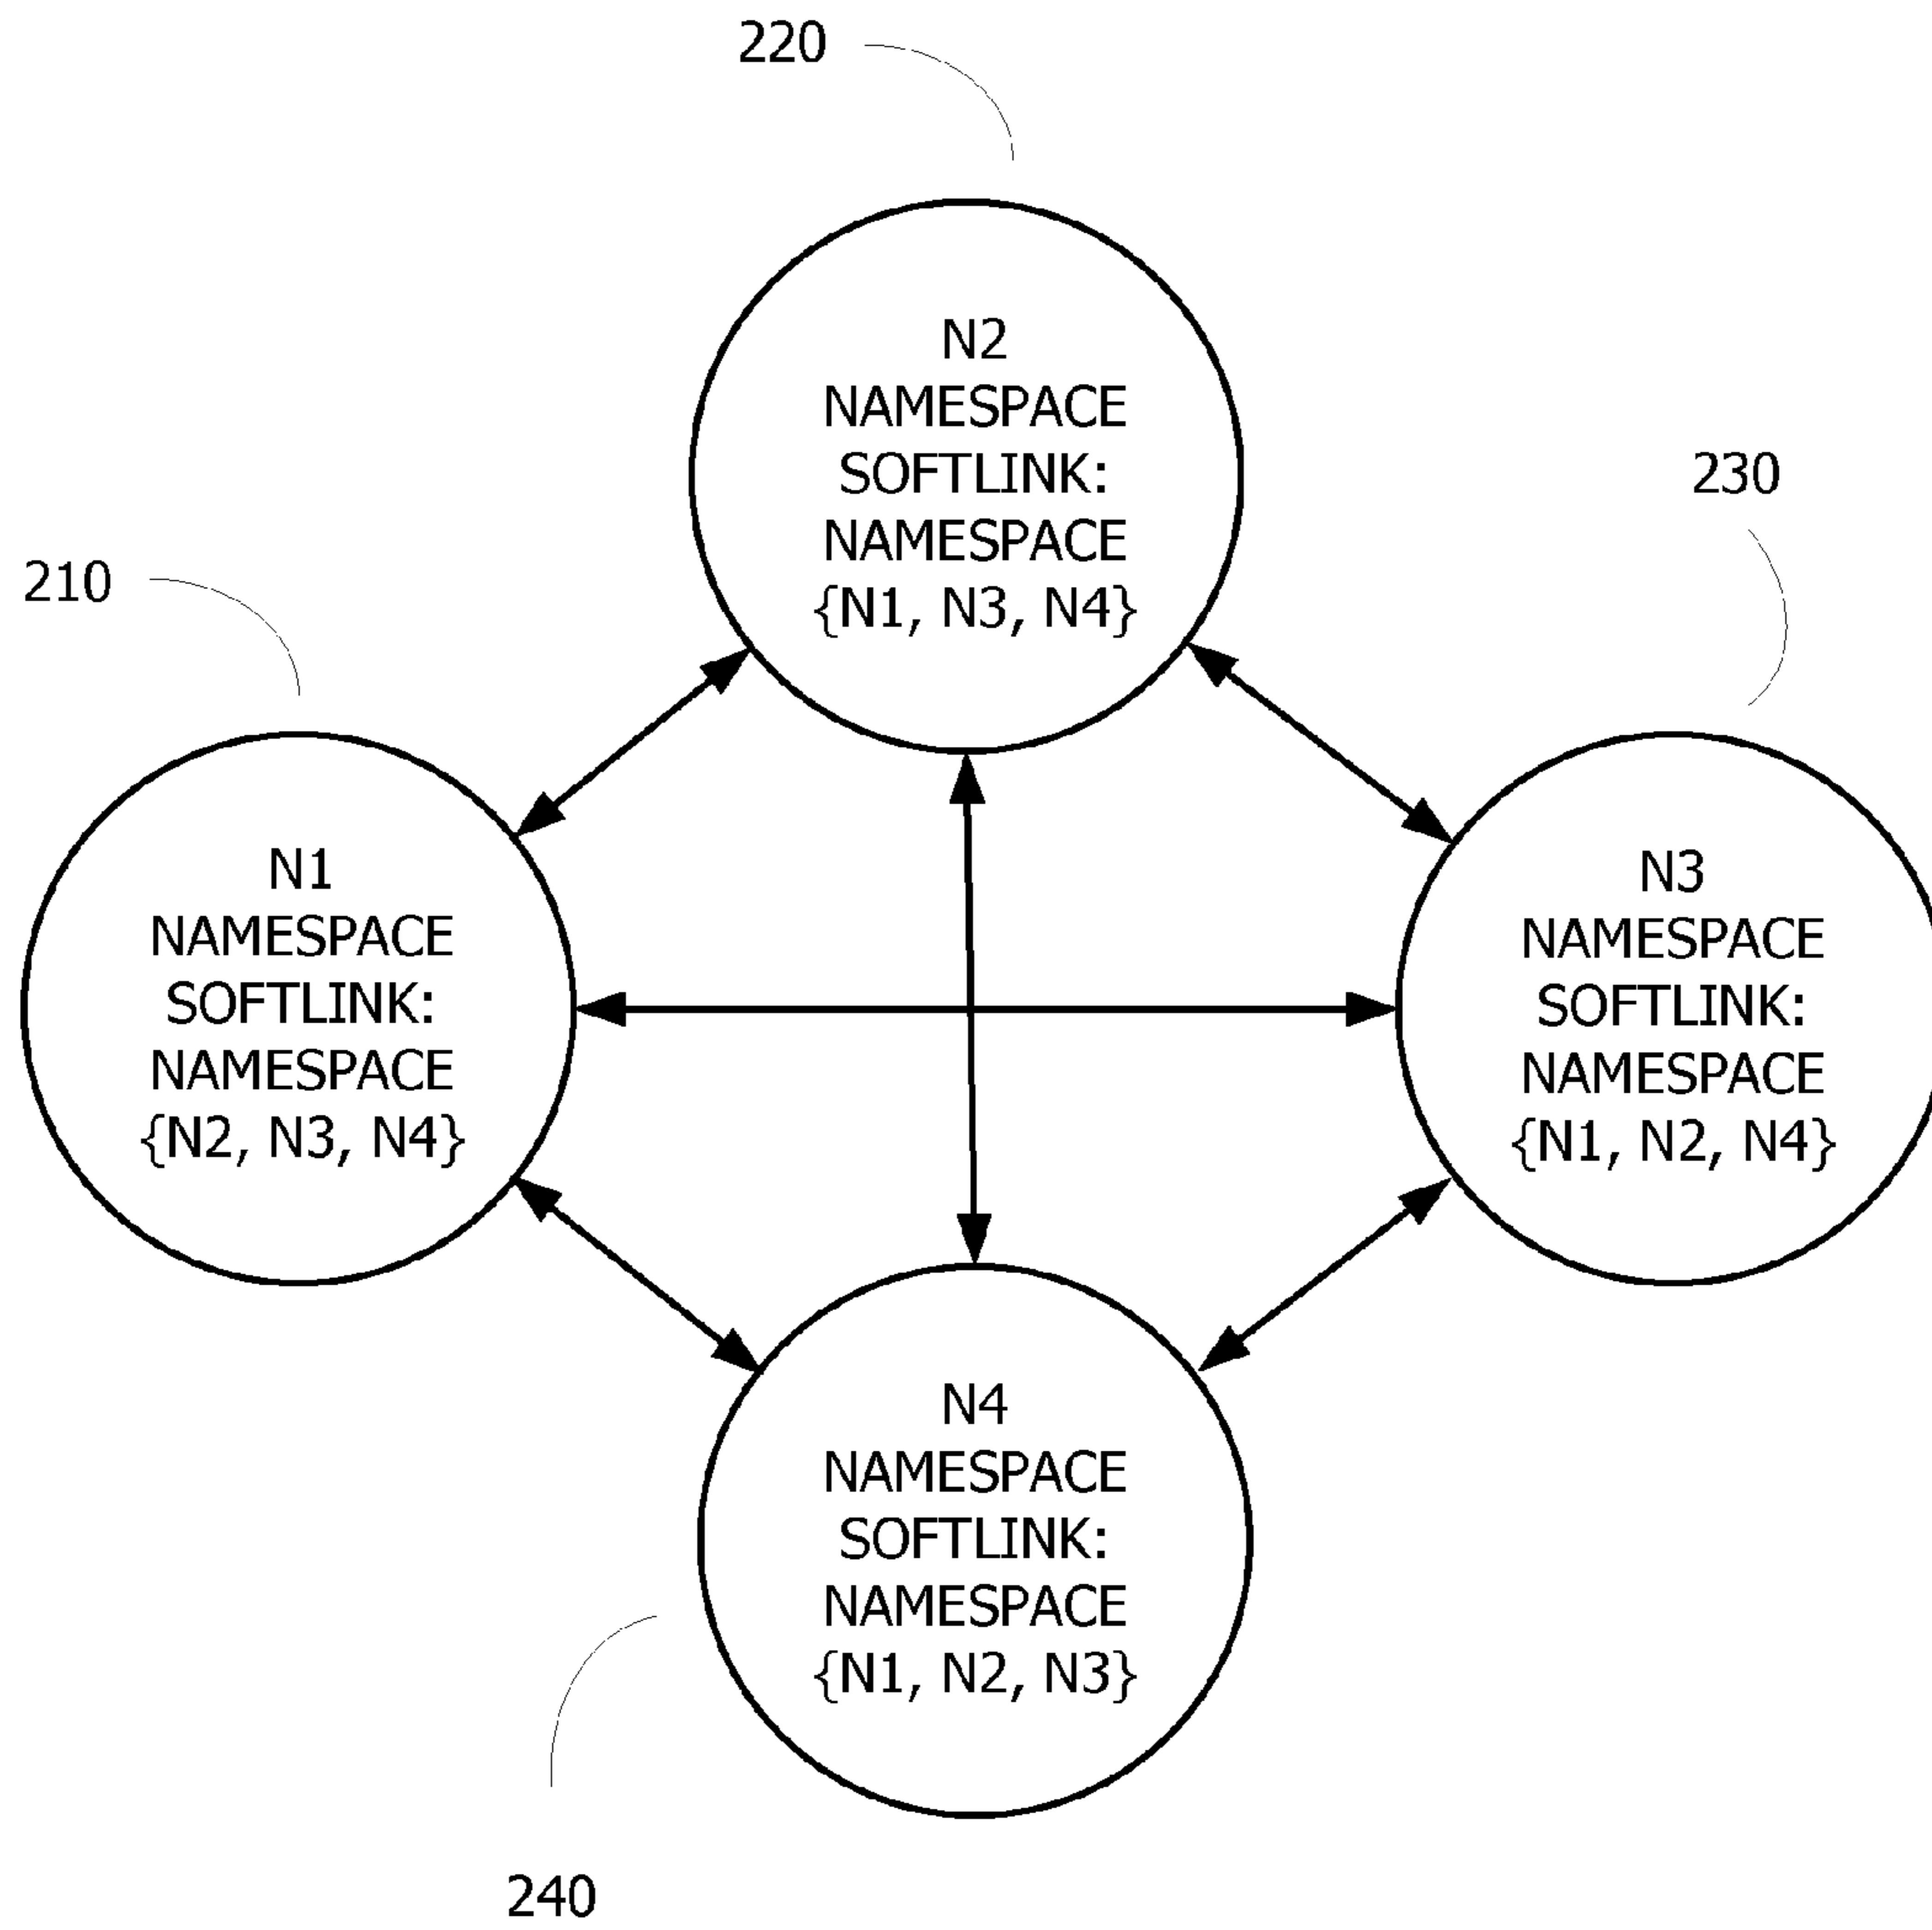 220
N2
NAMESPACE
SOFTLINK:
NAMESPACE
{N1, N3, N4}
230
210
N1
NAMESPACE
SOFTLINK:
NAMESPACE
{N2, N3, N4}
N3
NAMESPACE
SOFTLINK:
NAMESPACE
{N1, N2, N4}
N4
NAMESPACE
SOFTLINK:
NAMESPACE
{N1, N2, N3}
240